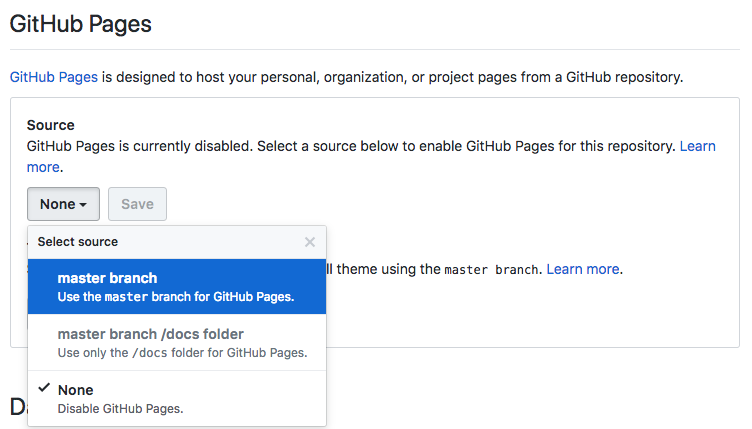 GitHub Pages
GitHub Pages is designed to host your personal, organization, or project pages from a GitHub repository.
Source
GitHub Pages is currently disabled. Select a source below to enable GitHub Pages for this repository. Learn
more.
None Save
Select source
master branch
Use the master branch for GitHub Pages.
theme using the master branch. Learn more.
master branch /docs folder
Use only the /docs folder for GitHub Pages.
None
Disable GitHub Pages.